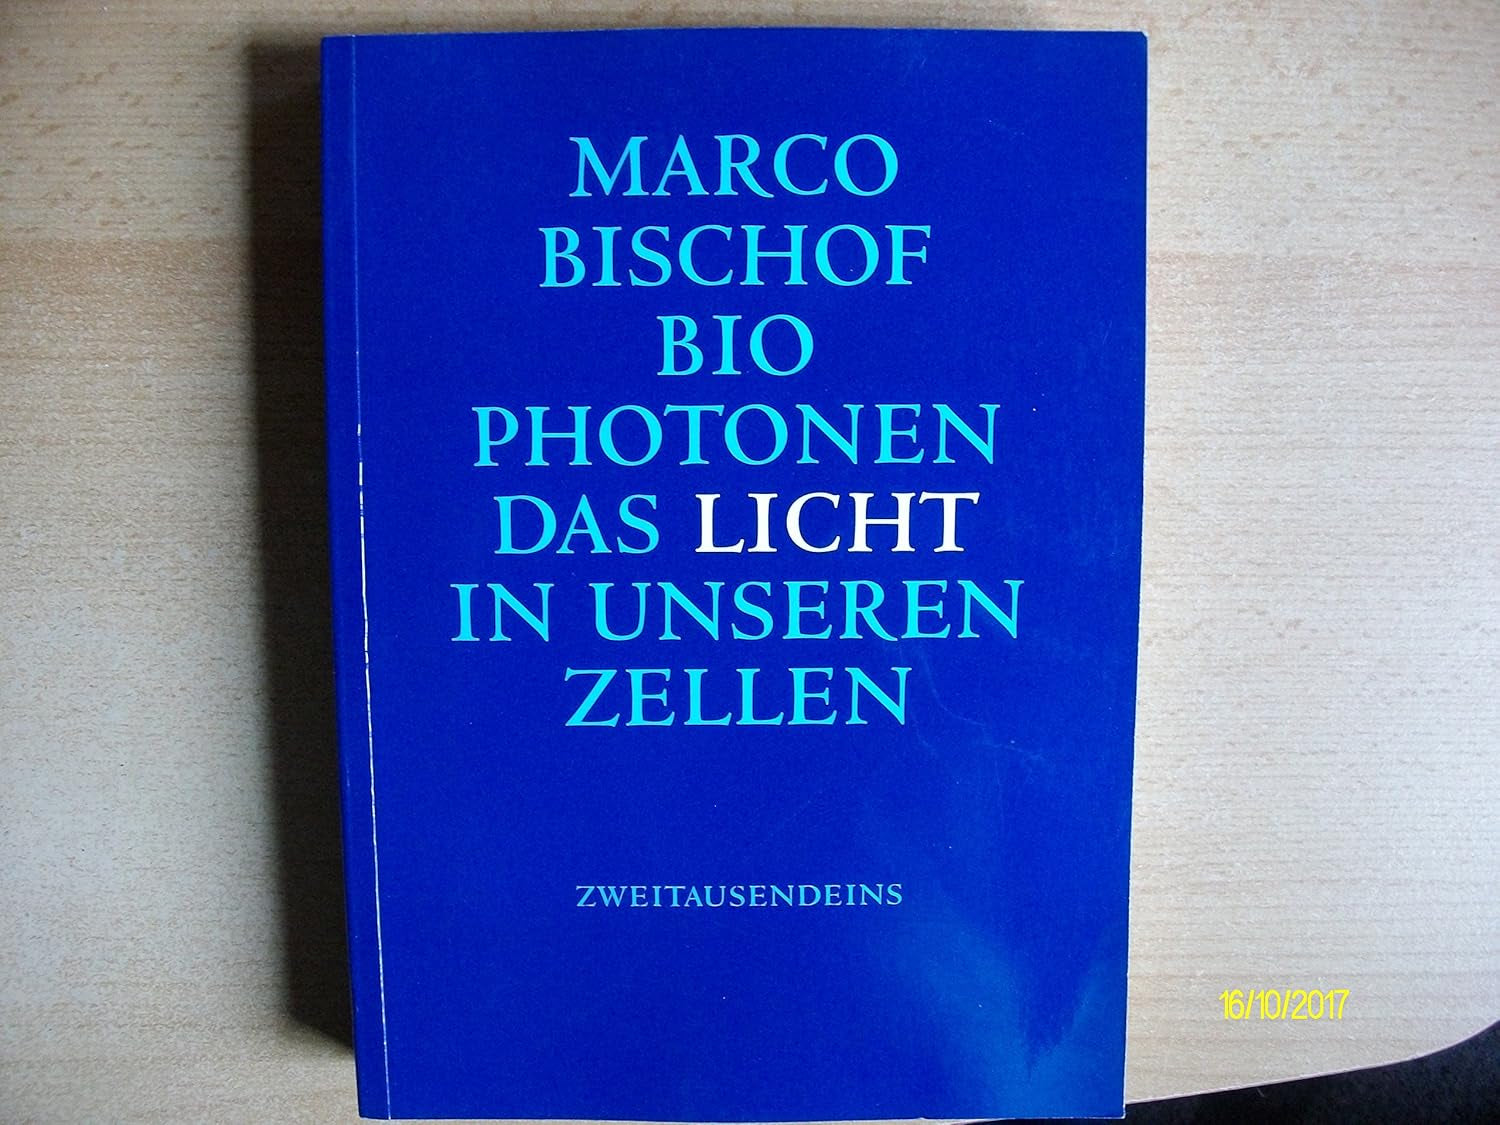 MARCO
BISCHOF
BIO
PHOTONEN
DAS LICHT
IN UNSEREN
ZELLEN
ZWEITAUSENDEINS
16/10/2017